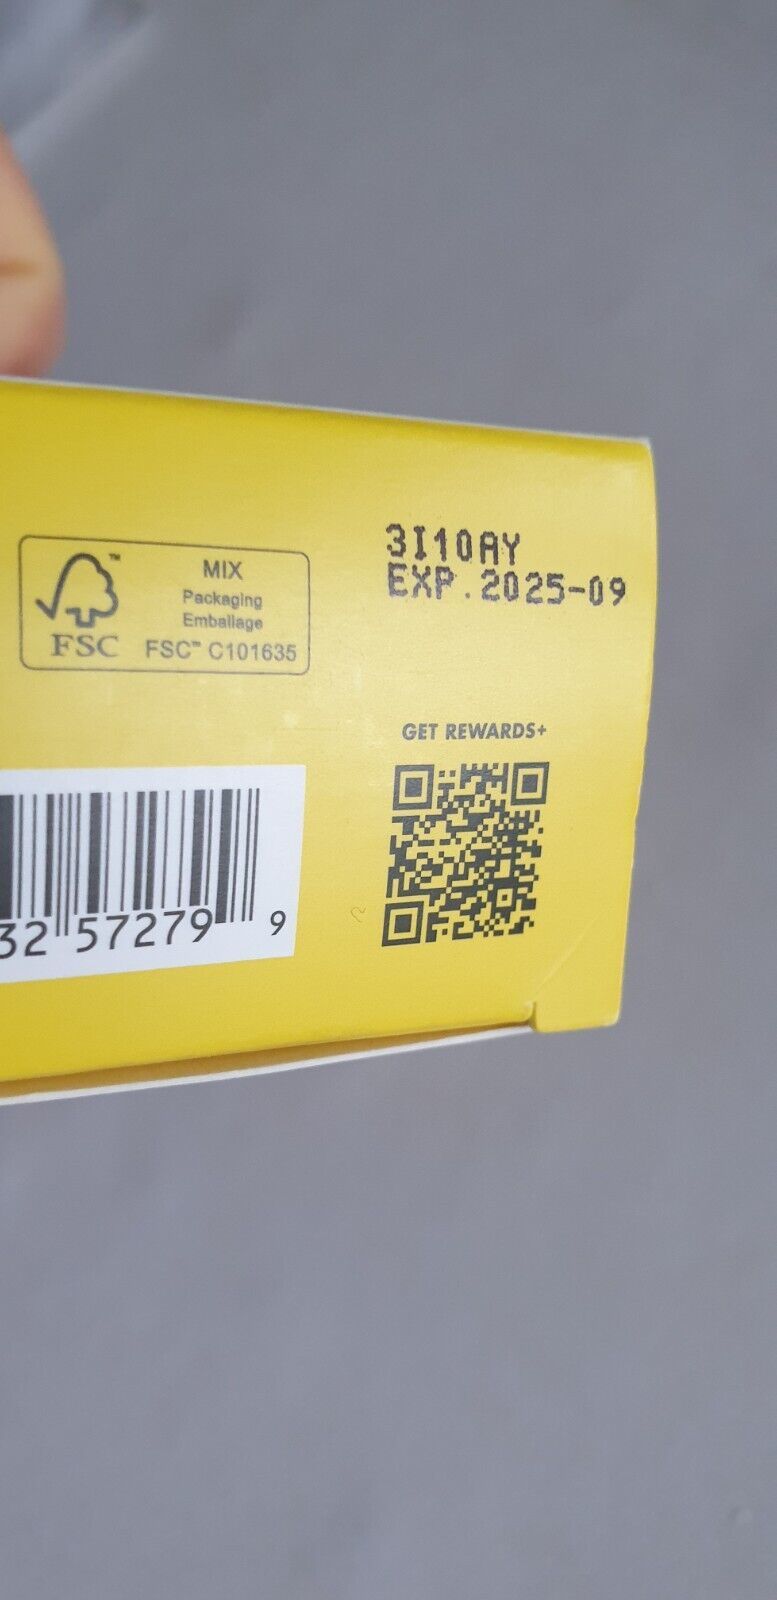 3I10AY
EXP.2025-09
MIX
Packaging
Emballage
FSC™ C101635
FSC
GET REWARDS+
32 57279 9